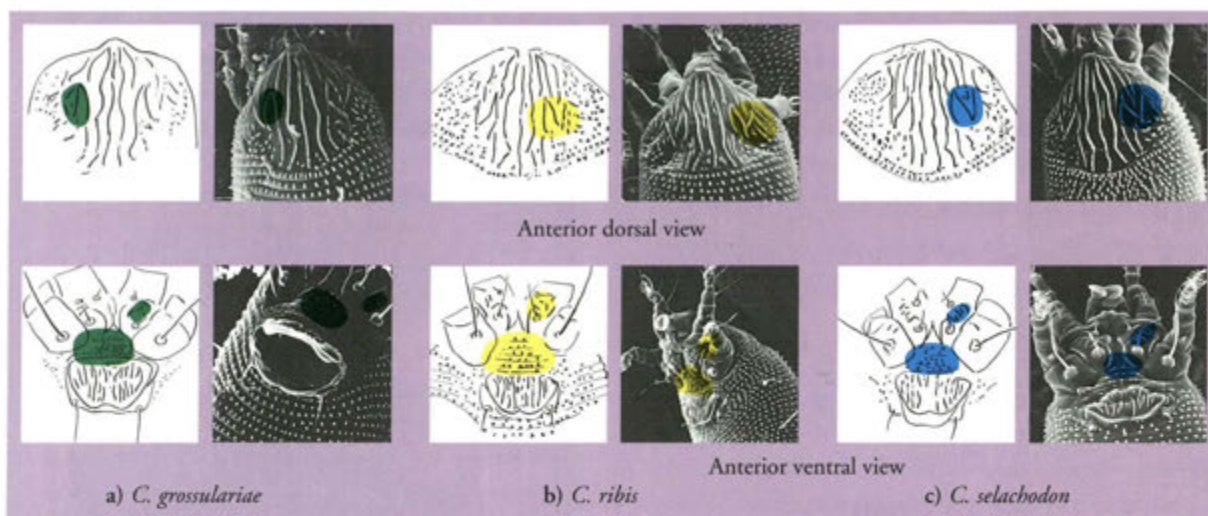 Anterior dorsal view
Anterior ventral view
a) C. grossulariae
b) C. ribis
c) C. selachodon